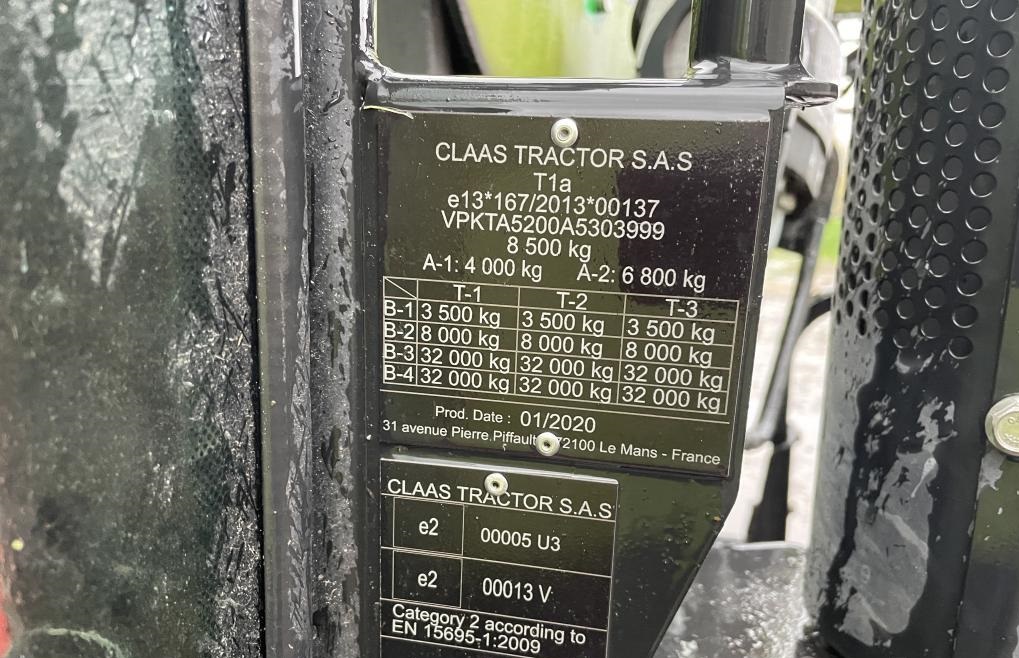 CLAAS TRACTOR S.A.S
T1a
e13*167/2013*00137
VPKTA5200A5303999
8 500 kg
A-1: 4 000 kg A-2: 6 800 kg
T-1 T-2 T-3
B-1 3 500 kg 3 500 kg 3 500 kg
B-2 8 000 kg 8 000 kg 8 000 kg
B-3 32 000 kg 32 000 kg 32 000 kg
B-4 32 000 kg 32 000 kg 32 000 kg
Prod. Date : 01/2020
31 avenue Pierre Piffault 72100 Le Mans - France
CLAAS TRACTOR S.A.S
e2 00005 U3
e2 00013 V
Category 2 according to
EN 15695-1:2009